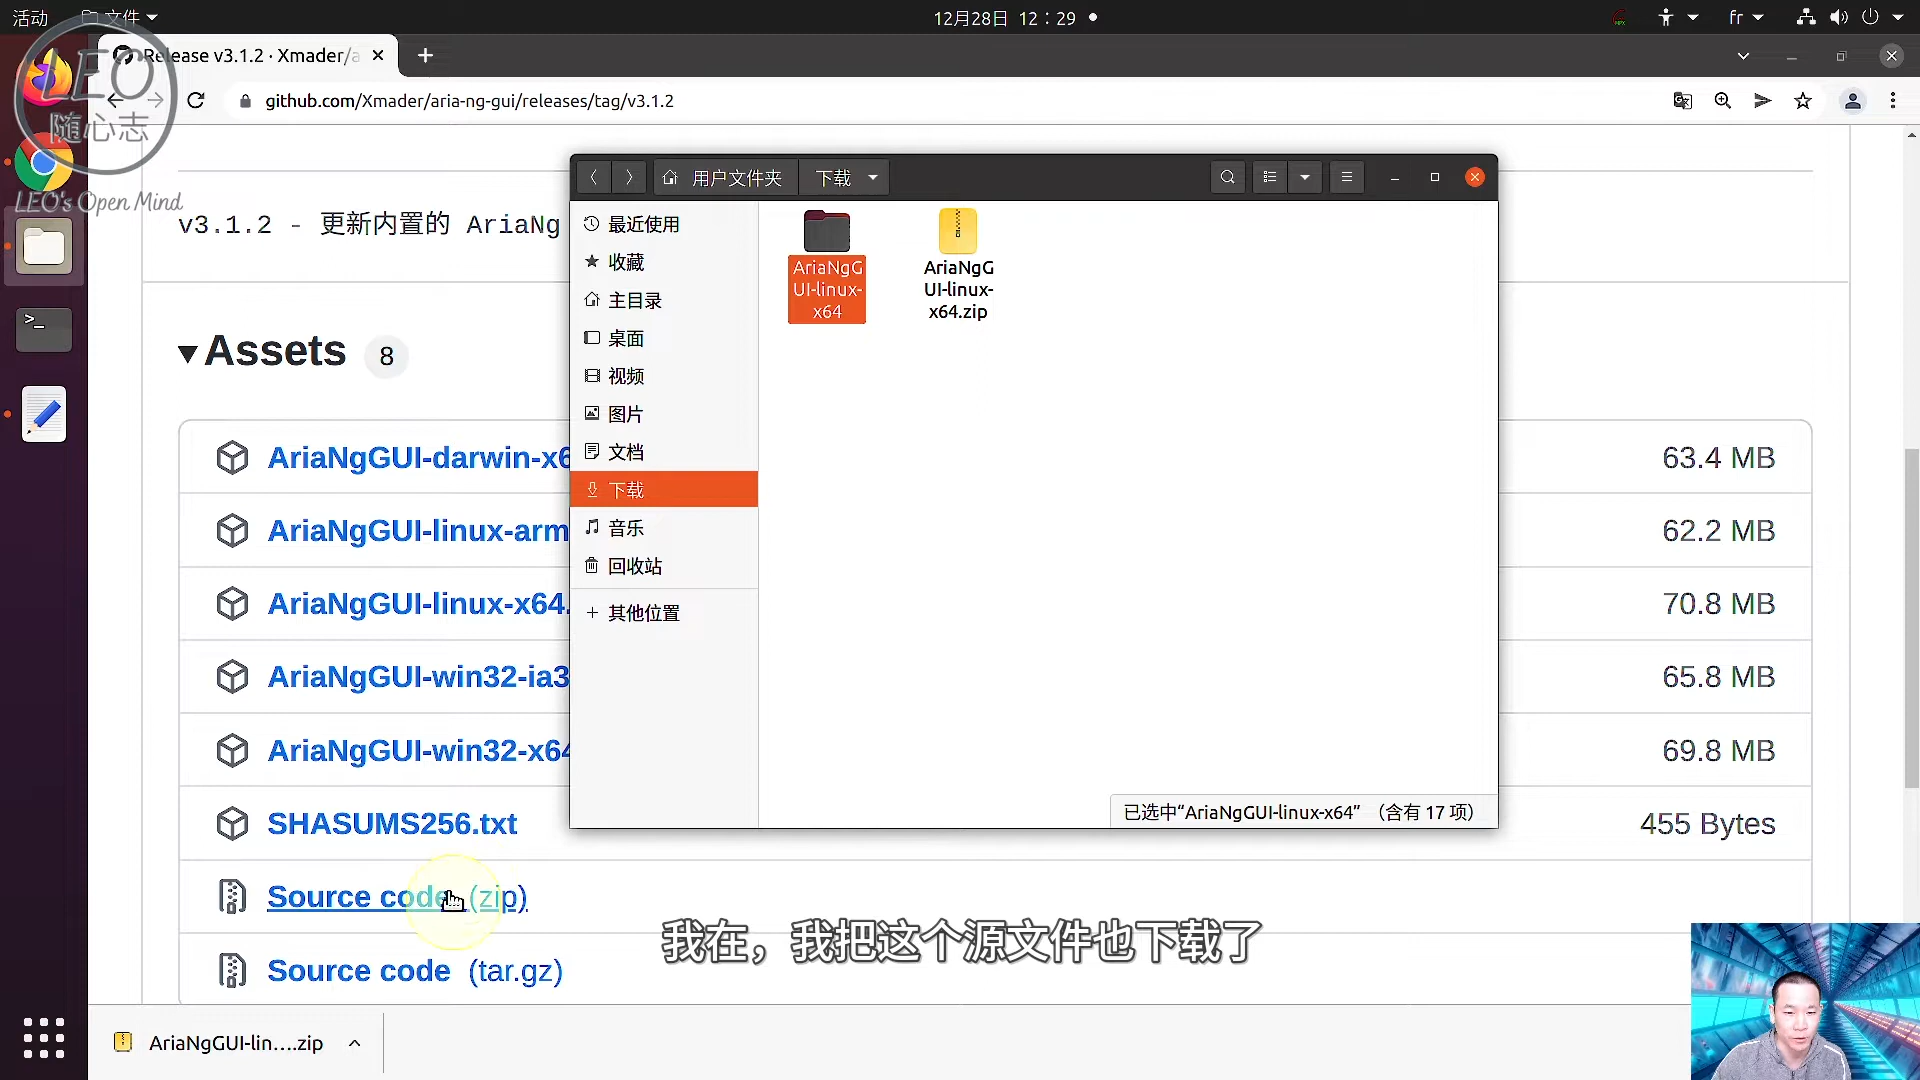 活动
文件
12月28日 12：29
fr
Release v3.1.2 · Xmader/a
github.com/Xmader/aria-ng-gui/releases/tag/v3.1.2
LEO
随心志
LEO's Open Mind
v3.1.2 - 更新内置的 AriaNg
Assets 8
AriaNgGUI-darwin-x6
63.4 MB
AriaNgGUI-linux-arm
62.2 MB
AriaNgGUI-linux-x64.
70.8 MB
AriaNgGUI-win32-ia3
65.8 MB
AriaNgGUI-win32-x64
69.8 MB
SHASUMS256.txt
455 Bytes
Source code (zip)
Source code (tar.gz)
用户文件夹
下载
最近使用
收藏
主目录
桌面
视频
图片
文档
下载
音乐
回收站
其他位置
AriaNgG
UI-linux-
x64
AriaNgG
UI-linux-
x64.zip
已选中“AriaNgGUI-linux-x64” （含有 17 项）
我在，我把这个源文件也下载了
AriaNgGUI-lin....zip